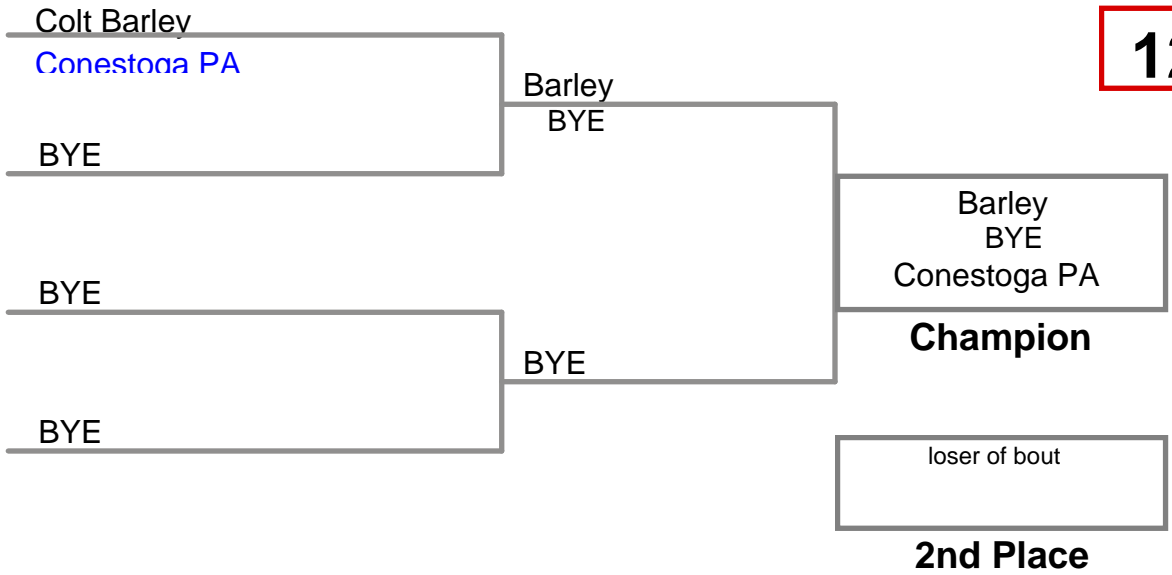 Colt Barley
Conestoga PA
BYE
BYE
BYE
Barley
BYE
BYE
Barley
BYE
Conestoga PA
Champion
loser of bout
2nd Place